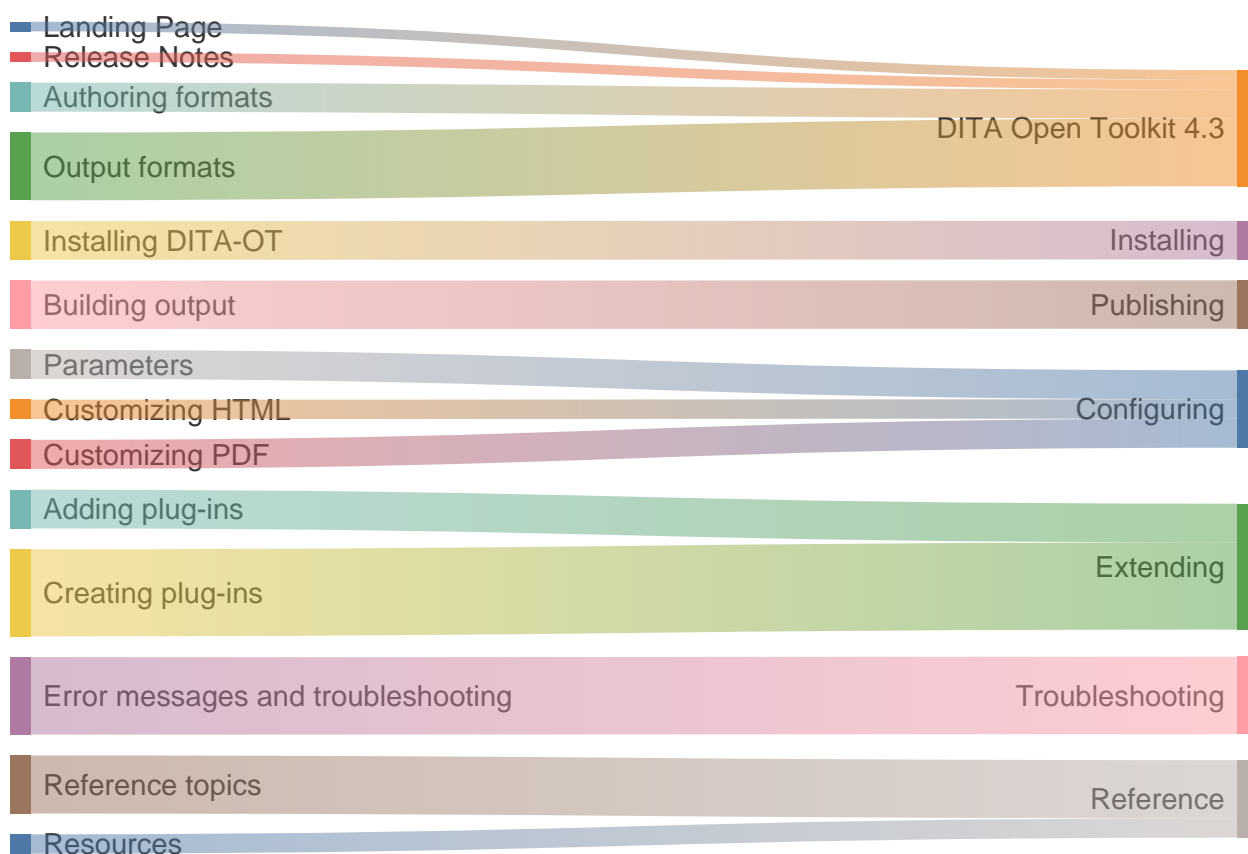 Landing Page
Release Notes
Authoring formats
Output formats
DITA Open Toolkit 4.3
Installing DITA-OT
Installing
Building output
Publishing
Parameters
Customizing HTML
Configuring
Customizing PDF
Adding plug-ins
Extending
Creating plug-ins
Error messages and troubleshooting
Troubleshooting
Reference topics
Reference
Resources